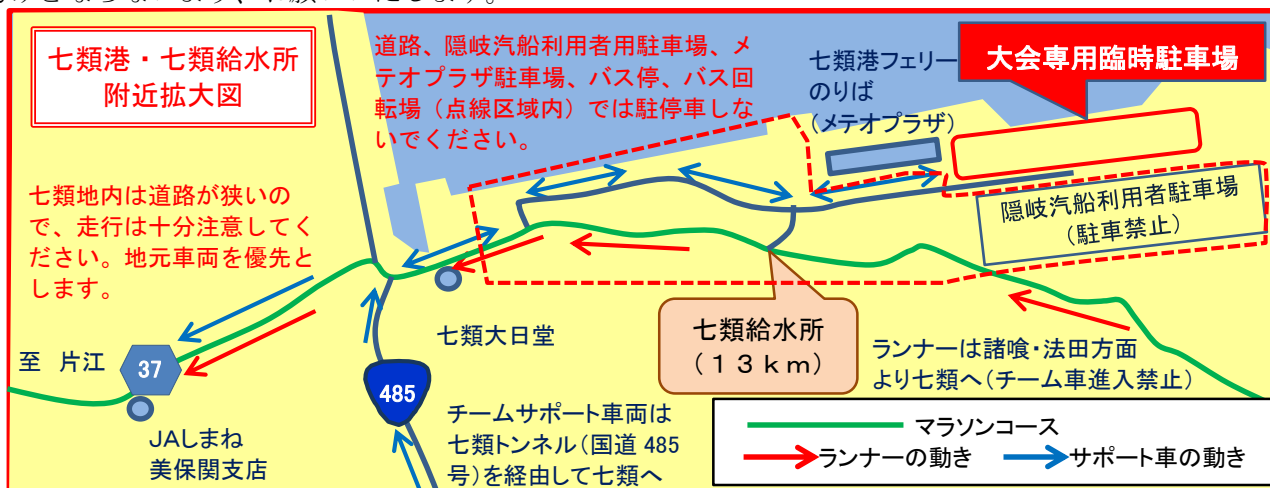 七類港・七類給水所
附近拡大図
道路、隠岐汽船利用者用駐車場、メ
テオプラザ駐車場、バス停、バス回
転場（点線区域内）では駐停車しな
いでください。
七類港フェリー
のりば
（メテオプラザ）
大会専用臨時駐車場
七類地内は道路が狭いの
で、走行は十分注意してく
ださい。地元車両を優先と
します。
隠岐汽船利用者駐車場
（駐車禁止）
七類大日堂
七類給水所
（１３ｋｍ）
ランナーは諸喰・法田方面
より七類へ（チーム車進入禁止）
至 片江
37
485
JAしまね
美保関支店
チームサポート車両は
七類トンネル（国道 485
号）を経由して七類へ
マラソンコース
ランナーの動き
サポート車の動き